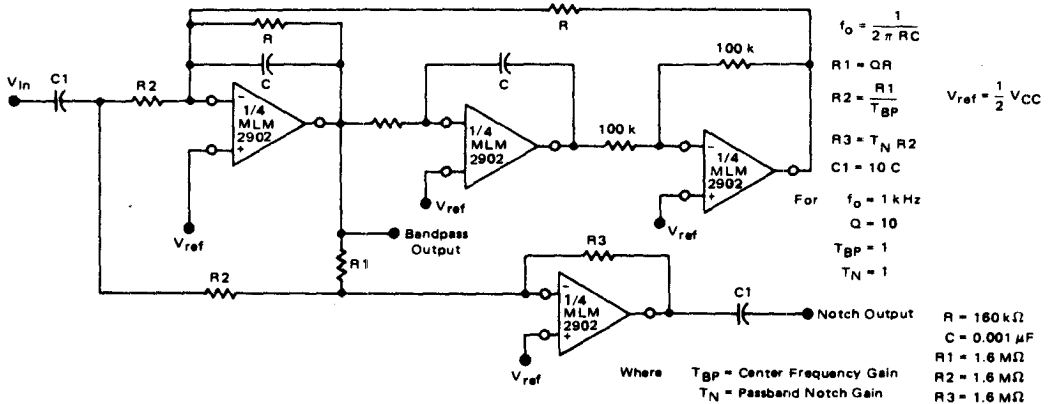 R
R
100 k
C
C
V_In
C1
R2
1/4
MLM
2902
V_ref
1/4
MLM
2902
V_ref
100 k
1/4
MLM
2902
V_ref
Bandpass
Output
R1
R2
R3
1/4
MLM
2902
V_ref
C1
Notch Output
f_o = 1 / 2 π RC
R1 = QR
R2 = R1 / T_BP
V_ref = 1/2 V_CC
R3 = T_N R2
C1 = 10 C
For f_o = 1 kHz
Q = 10
T_BP = 1
T_N = 1
R = 160 kΩ
C = 0.001 μF
R1 = 1.6 MΩ
R2 = 1.6 MΩ
R3 = 1.6 MΩ
Where T_BP = Center Frequency Gain
T_N = Passband Notch Gain